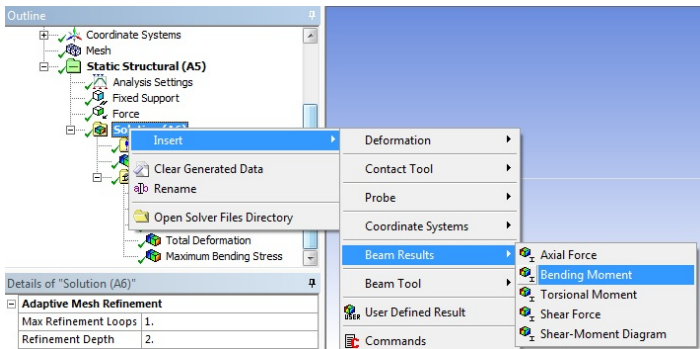 Outline
Coordinate Systems
Mesh
Static Structural (A5)
Analysis Settings
Fixed Support
Force
Insert
Clear Generated Data
Rename
Open Solver Files Directory
Total Deformation
Maximum Bending Stress
Deformation
Contact Tool
Probe
Coordinate Systems
Beam Results
Beam Tool
User Defined Result
Commands
Axial Force
Bending Moment
Torsional Moment
Shear Force
Shear-Moment Diagram
Details of "Solution (A6)"
Adaptive Mesh Refinement
Max Refinement Loops 1.
Refinement Depth 2.